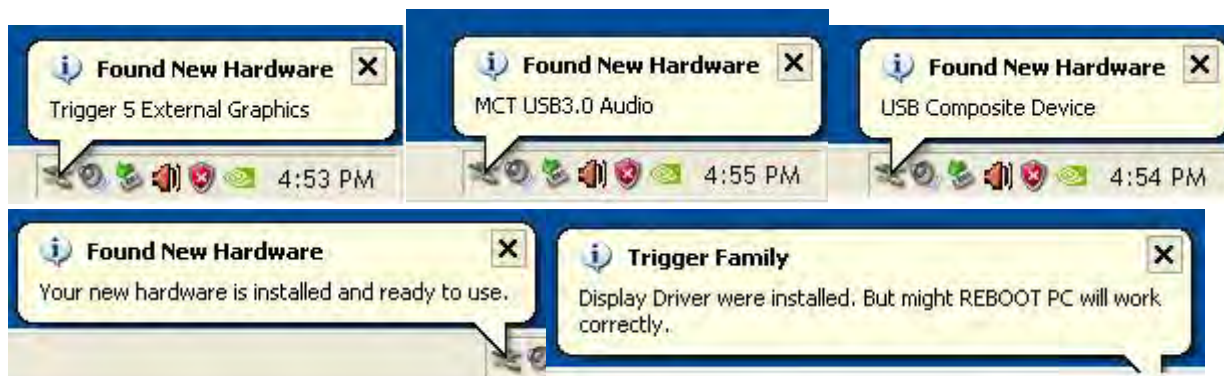 Found New Hardware
Trigger 5 External Graphics
4:53 PM
Found New Hardware
MCT USB3.0 Audio
4:55 PM
Found New Hardware
USB Composite Device
4:54 PM
Found New Hardware
Your new hardware is installed and ready to use.
Trigger Family
Display Driver were installed. But might REBOOT PC will work
correctly.